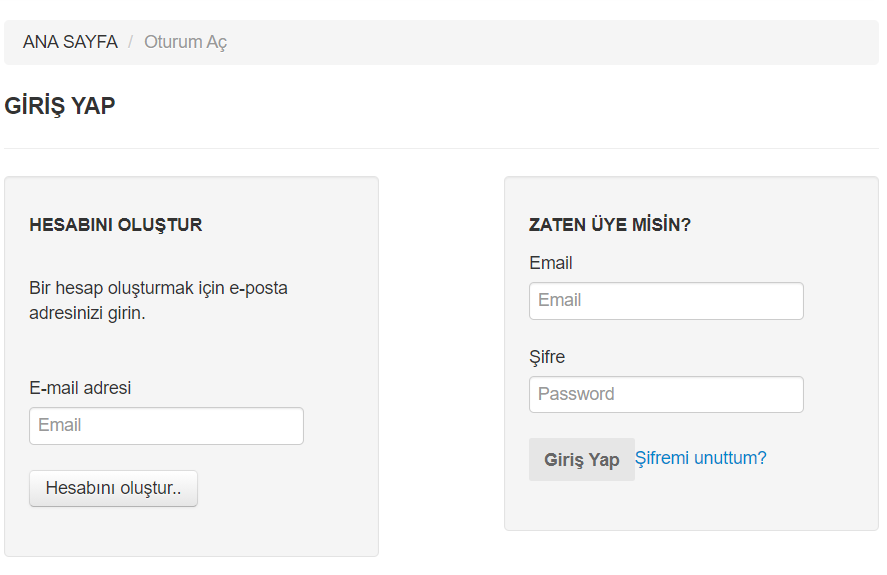 ANA SAYFA / Oturum Aç
GİRİŞ YAP
HESABINI OLUŞTUR
Bir hesap oluşturmak için e-posta
adresinizi girin.
E-mail adresi
Email
Hesabını oluştur..
ZATEN ÜYE MİSİN?
Email
Email
Şifre
Password
Giriş Yap Şifremi unuttum?